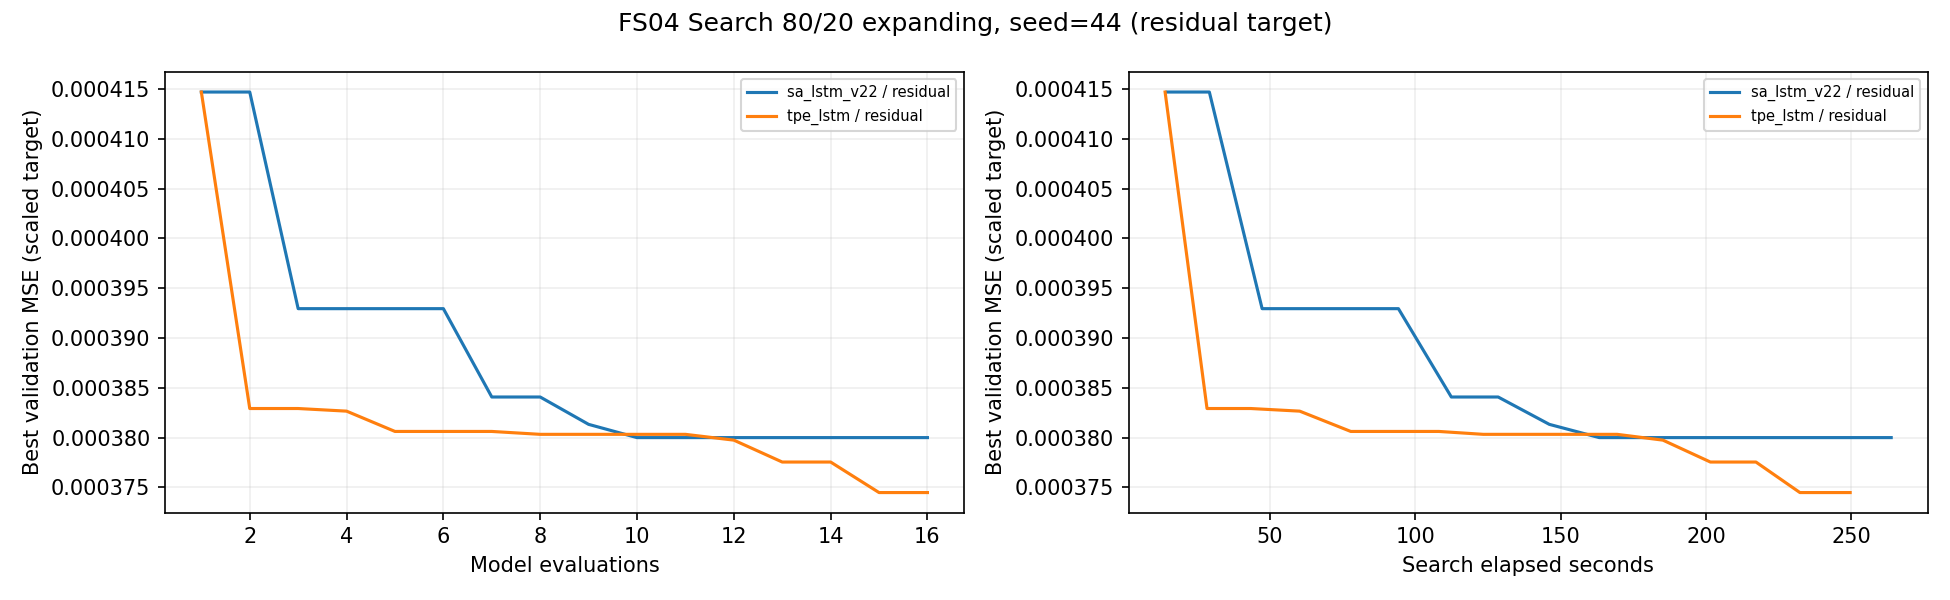 FS04 Search 80/20 expanding, seed=44 (residual target)
Best validation MSE (scaled target)
0.000415
0.000410
0.000405
0.000400
0.000395
0.000390
0.000385
0.000380
0.000375
sa_lstm_v22 / residual
tpe_lstm / residual
2 4 6 8 10 12 14 16
Model evaluations
Best validation MSE (scaled target)
0.000415
0.000410
0.000405
0.000400
0.000395
0.000390
0.000385
0.000380
0.000375
sa_lstm_v22 / residual
tpe_lstm / residual
50 100 150 200 250
Search elapsed seconds